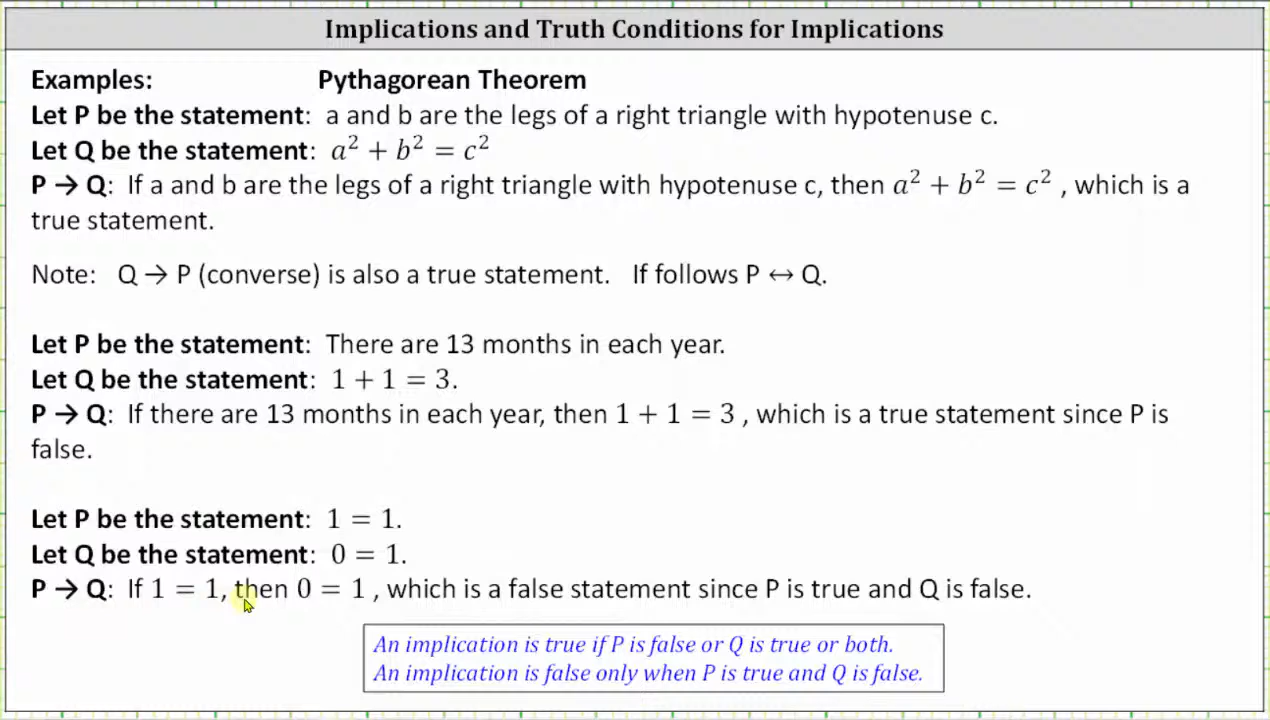 Implications and Truth Conditions for Implications
Examples: Pythagorean Theorem
Let P be the statement: a and b are the legs of a right triangle with hypotenuse c.
Let Q be the statement: a² + b² = c²
P → Q: If a and b are the legs of a right triangle with hypotenuse c, then a² + b² = c² , which is a
true statement.
Note: Q → P (converse) is also a true statement. If follows P ↔ Q.
Let P be the statement: There are 13 months in each year.
Let Q be the statement: 1 + 1 = 3.
P → Q: If there are 13 months in each year, then 1 + 1 = 3 , which is a true statement since P is
false.
Let P be the statement: 1 = 1.
Let Q be the statement: 0 = 1.
P → Q: If 1 = 1, then 0 = 1 , which is a false statement since P is true and Q is false.
An implication is true if P is false or Q is true or both.
An implication is false only when P is true and Q is false.